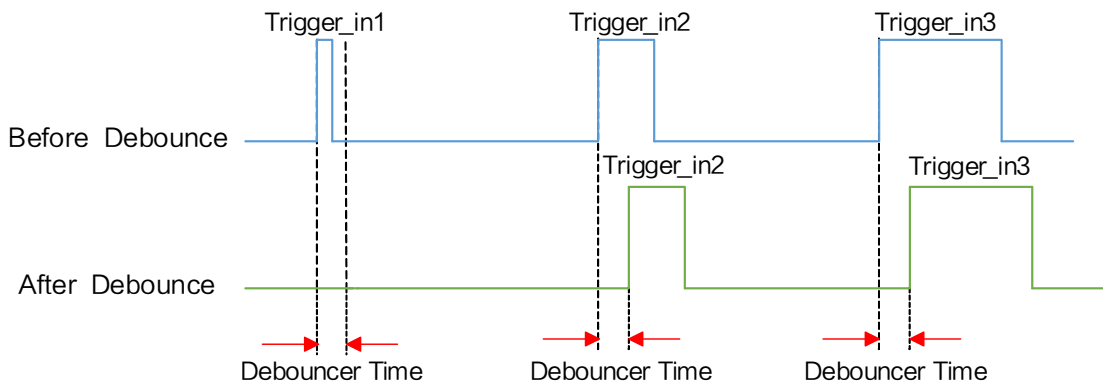 Trigger_in1
Trigger_in2
Trigger_in3
Before Debounce
Trigger_in2
Trigger_in3
After Debounce
Debouncer Time
Debouncer Time
Debouncer Time